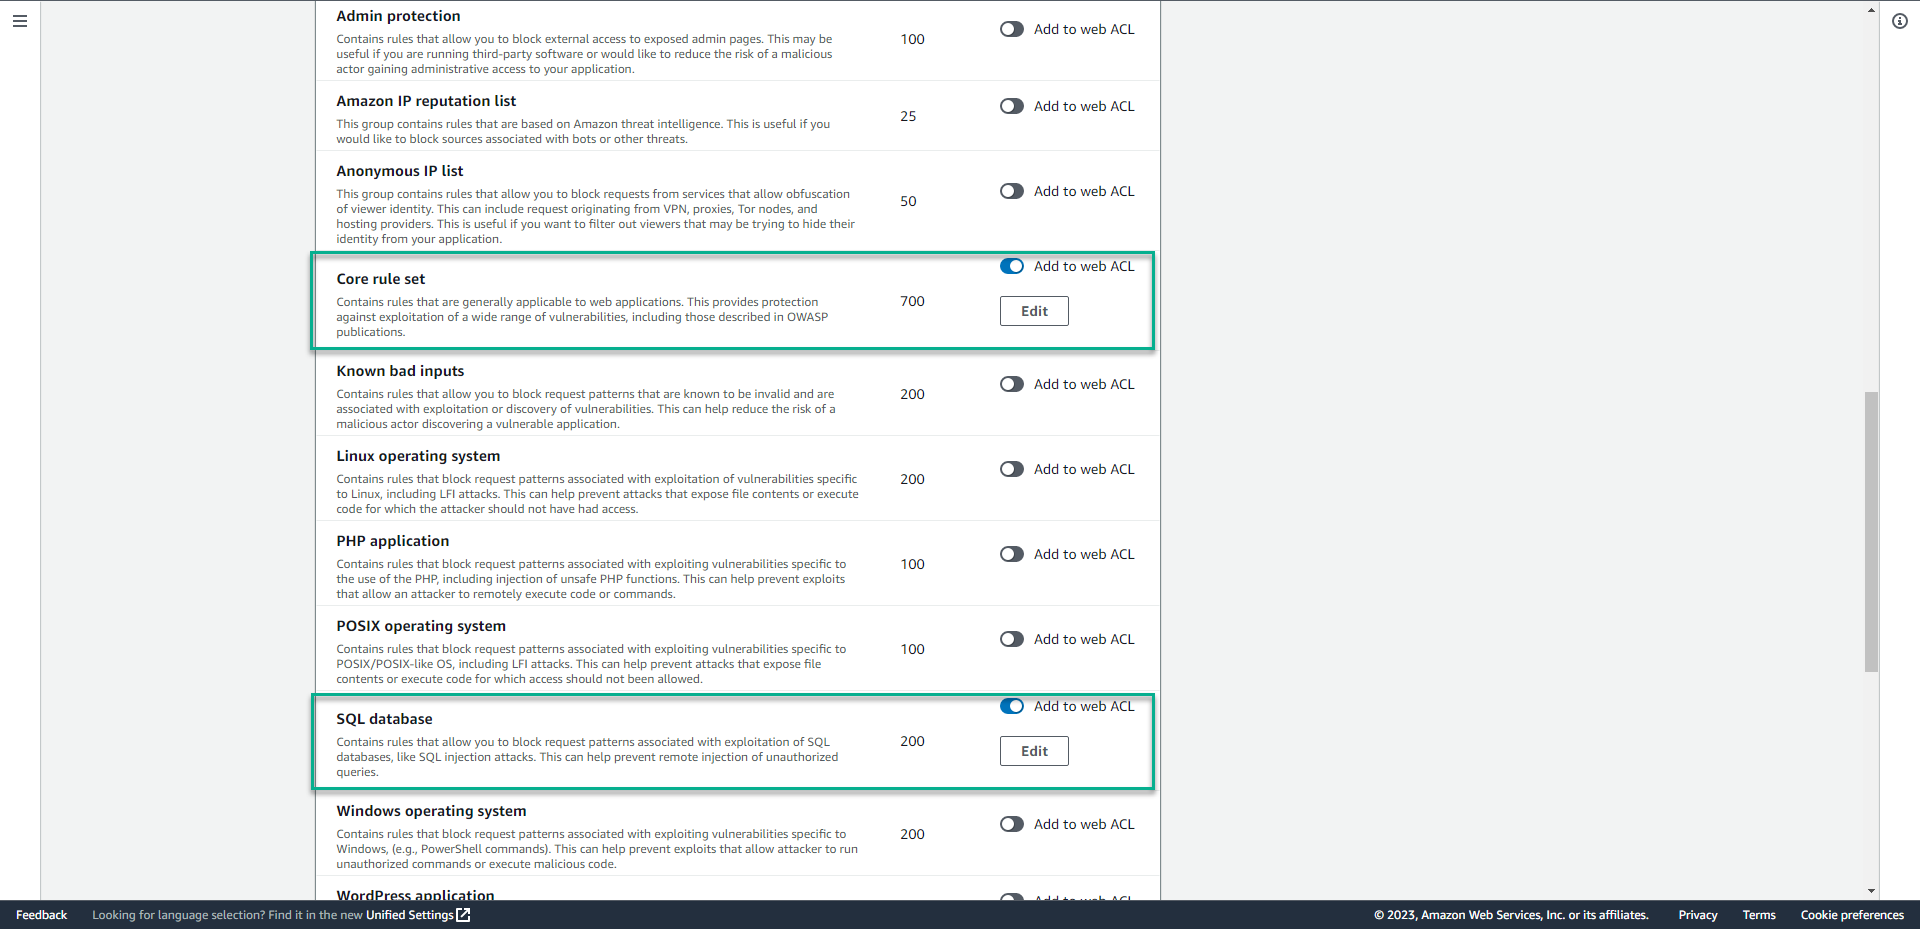 Admin protection
Contains rules that allow you to block external access to exposed admin pages. This may be
useful if you are running third-party software or would like to reduce the risk of a malicious
actor gaining administrative access to your application.
100
Add to web ACL
Amazon IP reputation list
This group contains rules that are based on Amazon threat intelligence. This is useful if you
would like to block sources associated with bots or other threats.
25
Add to web ACL
Anonymous IP list
This group contains rules that allow you to block requests from services that allow obfuscation
of viewer identity. This can include request originating from VPN, proxies, Tor nodes, and
hosting providers. This is useful if you want to filter out viewers that may be trying to hide their
identity from your application.
50
Add to web ACL
Core rule set
Contains rules that are generally applicable to web applications. This provides protection
against exploitation of a wide range of vulnerabilities, including those described in OWASP
publications.
700
Add to web ACL
Edit
Known bad inputs
Contains rules that allow you to block request patterns that are known to be invalid and are
associated with exploitation or discovery of vulnerabilities. This can help reduce the risk of a
malicious actor discovering a vulnerable application.
200
Add to web ACL
Linux operating system
Contains rules that block request patterns associated with exploitation of vulnerabilities specific
to Linux, including LFI attacks. This can help prevent attacks that expose file contents or execute
code for which the attacker should not have had access.
200
Add to web ACL
PHP application
Contains rules that block request patterns associated with exploiting vulnerabilities specific to
the use of the PHP, including injection of unsafe PHP functions. This can help prevent exploits
that allow an attacker to remotely execute code or commands.
100
Add to web ACL
POSIX operating system
Contains rules that block request patterns associated with exploiting vulnerabilities specific to
POSIX/POSIX-like OS, including LFI attacks. This can help prevent attacks that expose file
contents or execute code for which access should not been allowed.
100
Add to web ACL
SQL database
Contains rules that allow you to block request patterns associated with exploitation of SQL
databases, like SQL injection attacks. This can help prevent remote injection of unauthorized
queries.
200
Add to web ACL
Edit
Windows operating system
Contains rules that block request patterns associated with exploiting vulnerabilities specific to
Windows, (e.g., PowerShell commands). This can help prevent exploits that allow attacker to run
unauthorized commands or execute malicious code.
200
Add to web ACL
WordPress application
Add to web ACL
Feedback
Looking for language selection? Find it in the new Unified Settings
© 2023, Amazon Web Services, Inc. or its affiliates.
Privacy
Terms
Cookie preferences